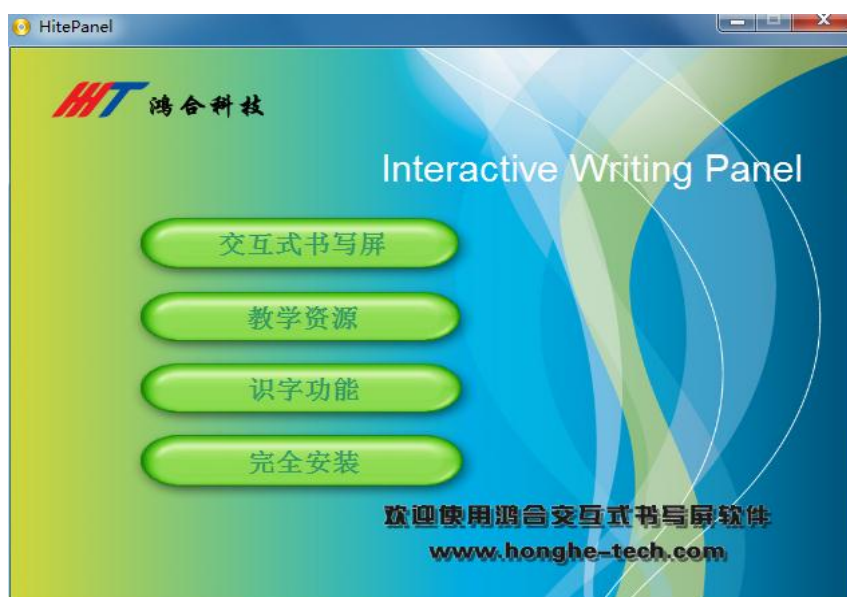 HitePanel
HHT 鸿合科技
Interactive Writing Panel
交互式书写屏
教学资源
识字功能
完全安装
欢迎使用鸿合交互式书写屏软件
www.honghe-tech.com